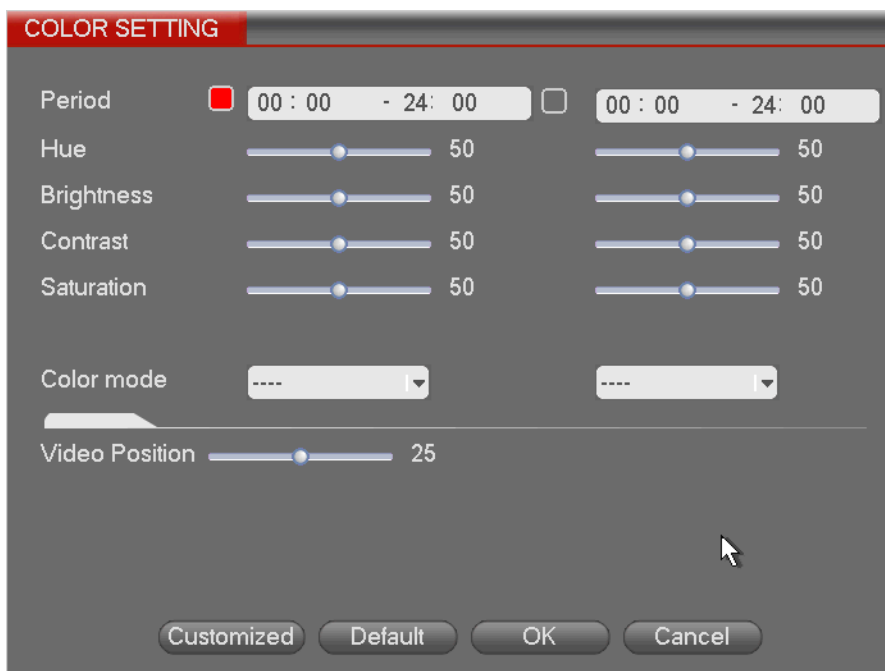 COLOR SETTING
Period 00 : 00 - 24: 00 00 : 00 - 24: 00
Hue 50 50
Brightness 50 50
Contrast 50 50
Saturation 50 50
Color mode ---- ----
Video Position 25
Customized Default OK Cancel